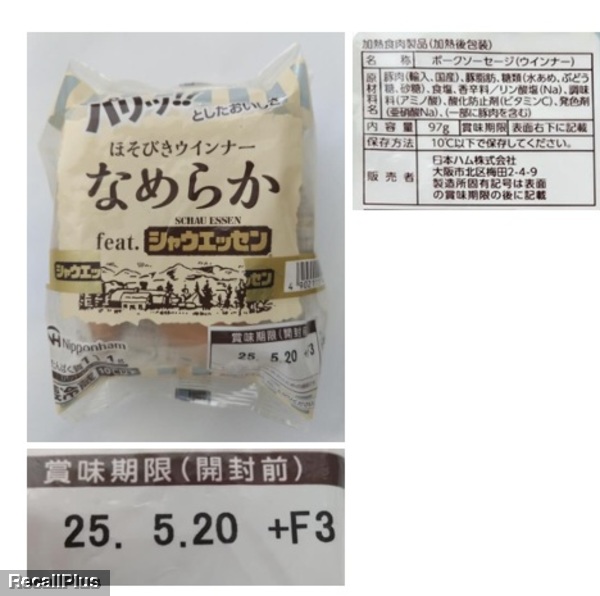 パリッ!!
としたおいしさ
ほそびきウインナー
なめらか
SCHAU ESSEN
feat. シャウエッセン
シャウエッ
ッセン
4 902
賞味期限(開封前
25. 5.20 +F3
Nipponham
加熱食肉製品(加熱後包装)
名 称 ポークソーセージ(ウインナー)
原材料名 豚肉(輸入、国産)、豚脂肪、糖類(水あめ、ぶどう
糖、砂糖)、食塩、香辛料/リン酸塩(Na)、調味
料(アミノ酸)、酸化防止剤(ビタミンC)、発色剤
(亜硝酸Na)、(一部に豚肉を含む)
内 容 量 97g 賞味期限 表面右下に記載
保存方法 10℃以下で保存してください。
販 売 者 日本ハム株式会社
大阪市北区梅田2-4-9
製造所固有記号は表面
の賞味期限の後に記載
賞味期限(開封前)
25. 5.20 +F3
RecallPlus